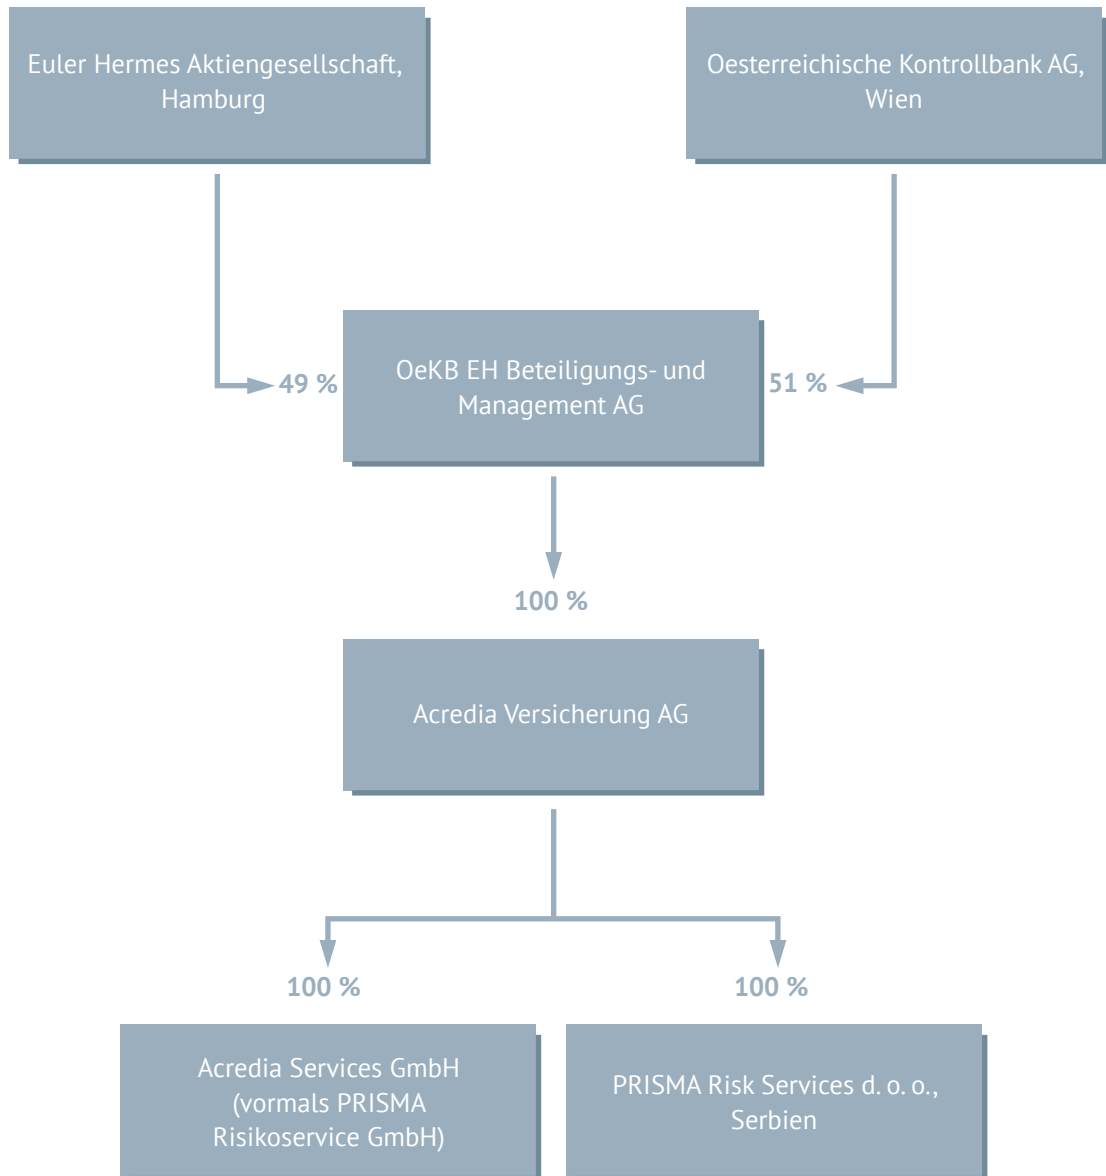 Euler Hermes Aktiengesellschaft,
Hamburg
Oesterreichische Kontrollbank AG,
Wien
OeKB EH Beteiligungs- und
Management AG
49 %
51 %
100 %
Acredia Versicherung AG
100 %
100 %
Acredia Services GmbH
(vormals PRISMA
Risikoservice GmbH)
PRISMA Risk Services d. o. o.,
Serbien